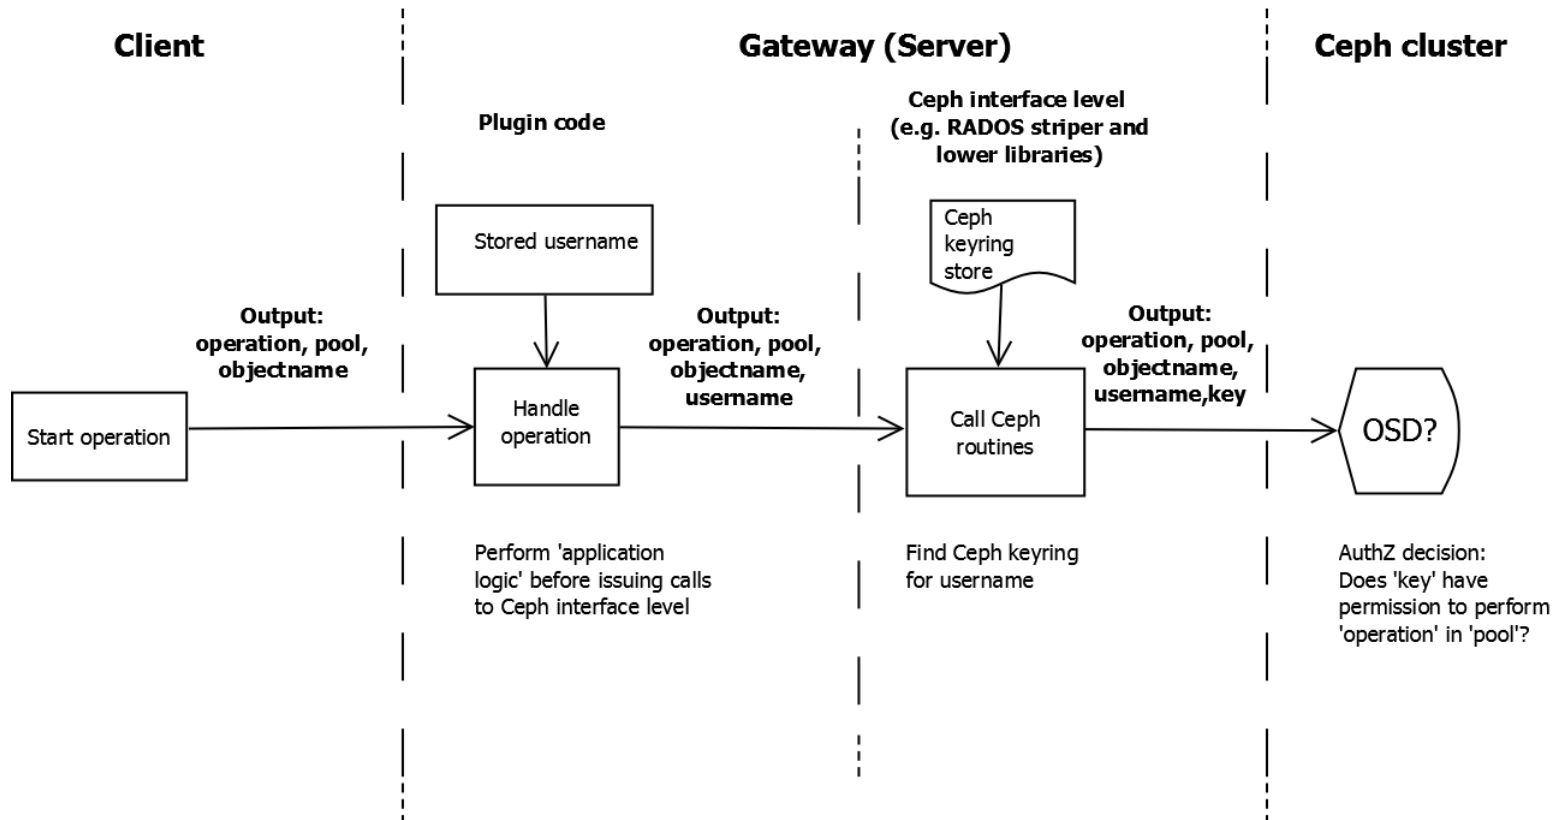 Client
Gateway (Server)
Ceph cluster
Plugin code
Ceph interface level
(e.g. RADOS striper and
lower libraries)
Stored username
Ceph
keyring
store
Output:
operation, pool,
objectname
Output:
operation, pool,
objectname,
username
Output:
operation, pool,
objectname,
username,key
Start operation
Handle
operation
Call Ceph
routines
OSD?
Perform 'application
logic' before issuing calls
to Ceph interface level
Find Ceph keyring
for username
AuthZ decision:
Does 'key' have
permission to perform
'operation' in 'pool'?